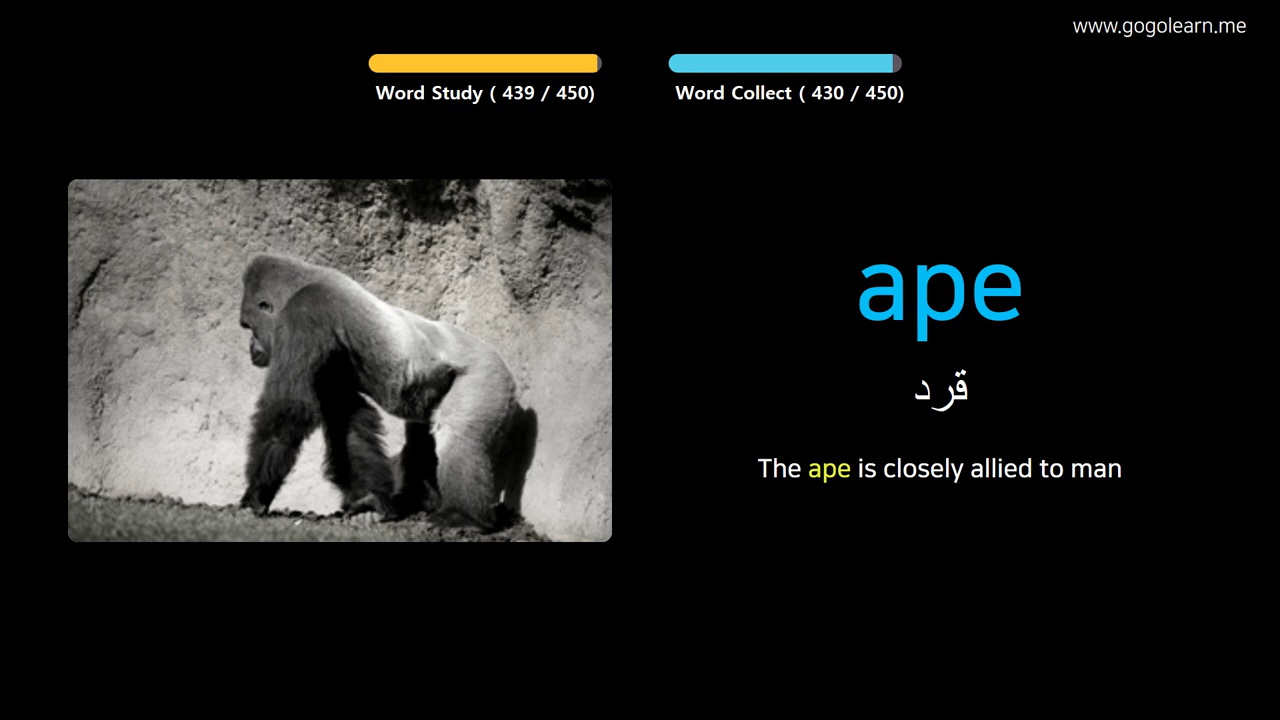 www.gogolearn.me
Word Study ( 439 / 450)
Word Collect ( 430 / 450)
ape
قرد
The ape is closely allied to man